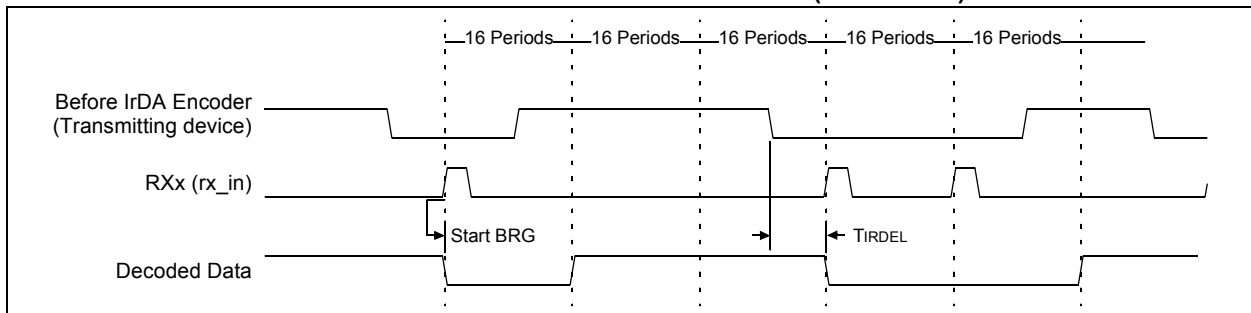 16 Periods 16 Periods 16 Periods 16 Periods 16 Periods
Before IrDA Encoder
(Transmitting device)
RXx (rx_in)
Start BRG
TIRDEL
Decoded Data